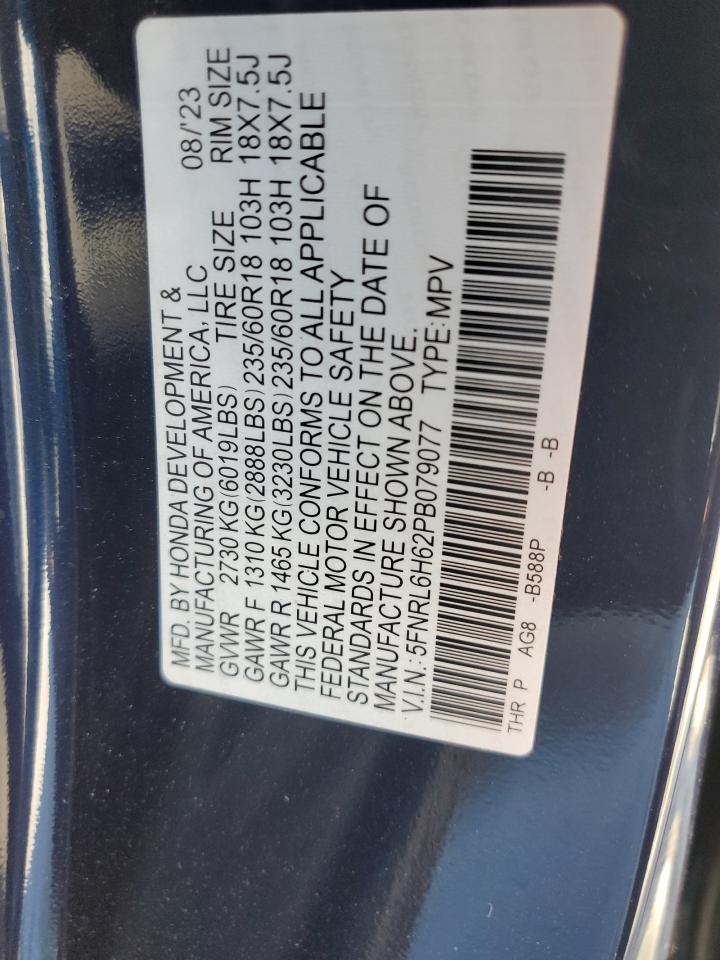 MFD. BY HONDA DEVELOPMENT &
MANUFACTURING OF AMERICA, LLC 08/'23
GVWR 2730 KG(6019LBS) TIRE SIZE RIM SIZE
GAWR F 1310 KG(2888LBS) 235/60R18 103H 18X7.5J
GAWR R 1465 KG(3230LBS) 235/60R18 103H 18X7.5J
THIS VEHICLE CONFORMS TO ALL APPLICABLE
FEDERAL MOTOR VEHICLE SAFETY
STANDARDS IN EFFECT ON THE DATE OF
MANUFACTURE SHOWN ABOVE.
V.I.N.: 5FNRL6H62PB079077 TYPE:MPV
THR P AG8 -B588P -B -B